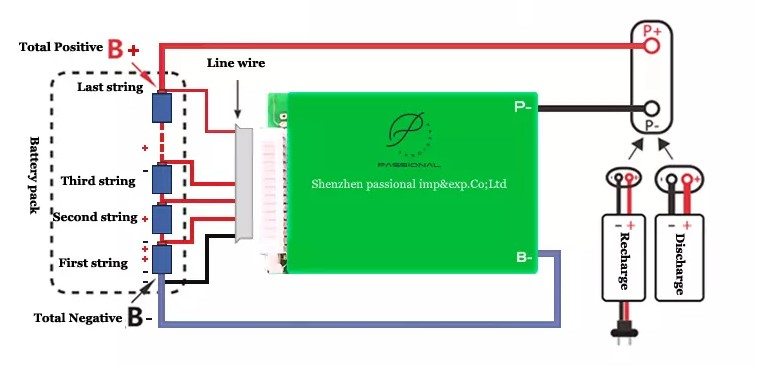 Total Positive B +
P+
Line wire
Last string
P-
P-
+
PASSIONAL
Battery pack
Third string
-
Shenzhen passional imp&exp.Co;Ltd
- + - +
Second string
+
-
+
+
- +
- +
First string
B-
Recharge
Discharge
-
-
Total Negative B -